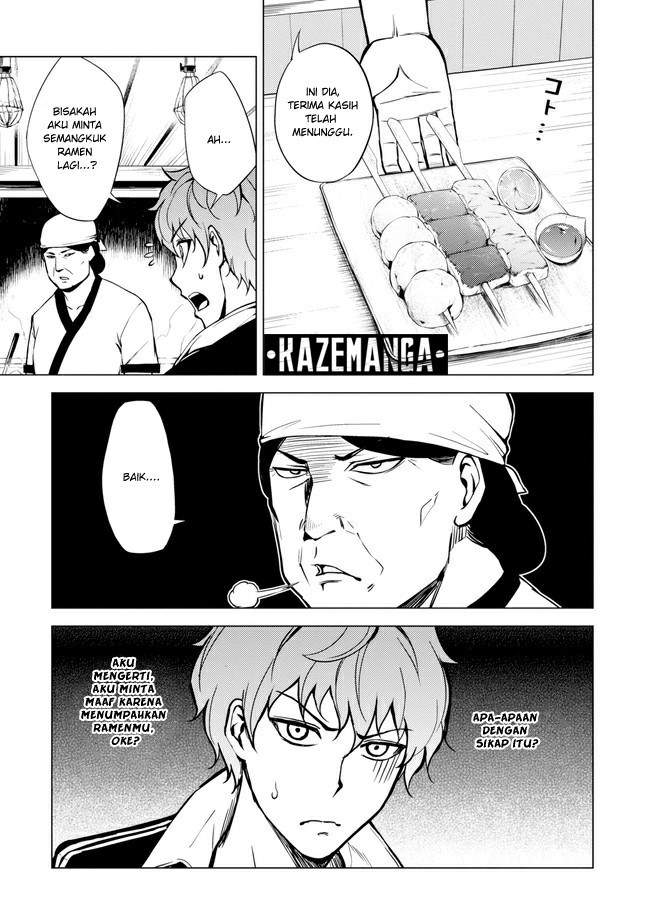 INI DIA,
TERIMA KASIH
TELAH
MENUNGGU.
コト…
KAZEMANGA
AH...
BISAKAH
AKU MINTA
SEMANGKUK
RAMEN
LAGI...?
BAIK....
APA-APAAN
DENGAN
SIKAP ITU?
AKU
MENGERTI,
AKU MINTA
MAAF KARENA
MENUMPAHKAN
RAMENMU,
OKE?